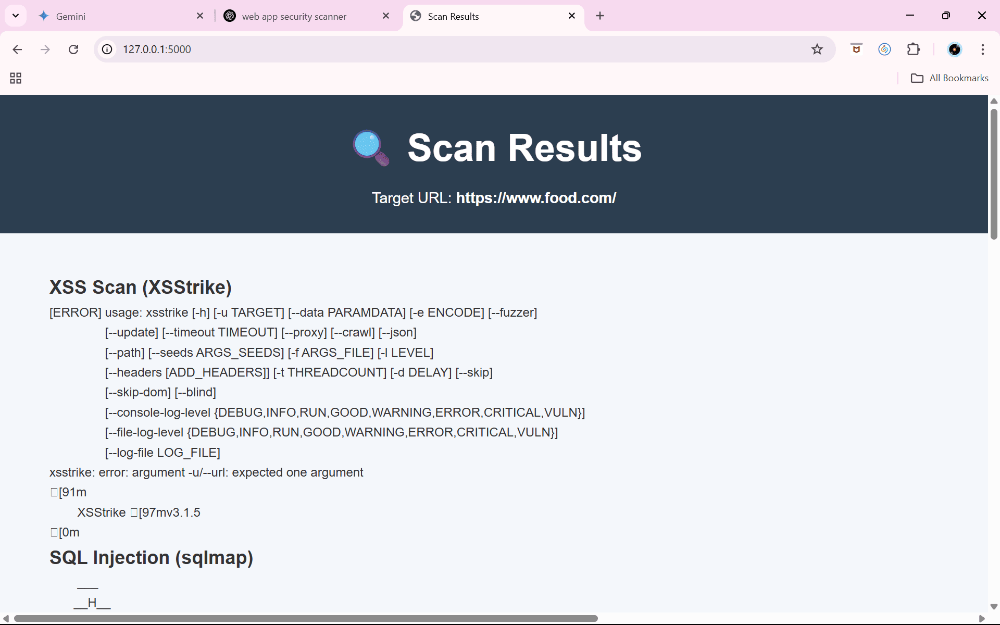 Gemini
web app security scanner
Scan Results
127.0.0.1:5000
All Bookmarks
Scan Results
Target URL: https://www.food.com/
XSS Scan (XSStrike)
[ERROR] usage: xsstrike [-h] [-u TARGET] [--data PARAMDATA] [-e ENCODE] [--fuzzer]
[--update] [--timeout TIMEOUT] [--proxy] [--crawl] [--json]
[--path] [--seeds ARGS_SEEDS] [-f ARGS_FILE] [-l LEVEL]
[--headers [ADD_HEADERS]] [-t THREADCOUNT] [-d DELAY] [--skip]
[--skip-dom] [--blind]
[--console-log-level {DEBUG,INFO,RUN,GOOD,WARNING,ERROR,CRITICAL,VULN}]
[--file-log-level {DEBUG,INFO,RUN,GOOD,WARNING,ERROR,CRITICAL,VULN}]
[--log-file LOG_FILE]
xsstrike: error: argument -u/--url: expected one argument
□[91m
XSStrike □[97mv3.1.5
□[0m
SQL Injection (sqlmap)
___
__H__